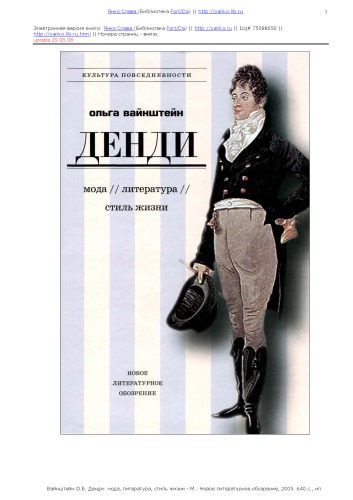 Янко Слава (Библиотека Fort/Da) || http://yanko.lib.ru 1
Электронная версия книги: Янко Слава (Библиотека Fort/Da) || http://yanko.lib.ru || Icq# 75088656 ||
http://yanko.lib.ru.html || Номера страниц - внизу
update 29.05.08
КУЛЬТУРА ПОВСЕДНЕВНОСТИ
ольга вайнштейн
ДЕНДИ
мода // литература //
стиль жизни
НОВОЕ
ЛИТЕРАТУРНОЕ
ОБОЗРЕНИЕ
Вайнштейн О.Б. Денди: мода, литература, стиль жизни - М.: Новое литературное обозрение, 2005. 640 с., ил.